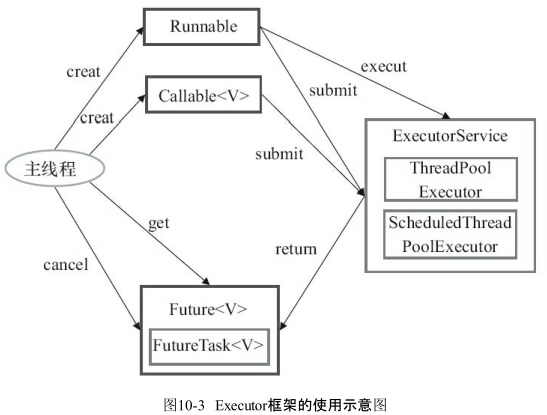 Runnable
creat
execut
submit
Callable<V>
creat
submit
ExecutorService
ThreadPool
Executor
ScheduledThread
PoolExecutor
主线程
get
cancel
return
Future<V>
FutureTask<V>
图10-3 Executor框架的使用示意图